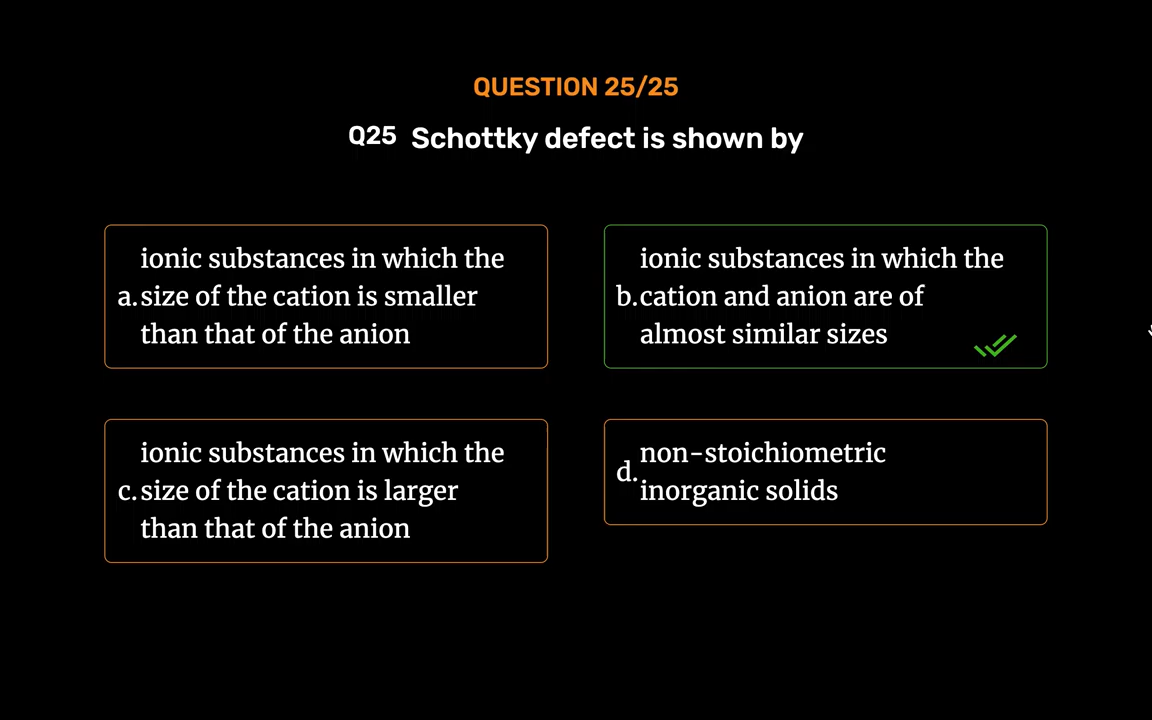 QUESTION 25/25
Q25 Schottky defect is shown by
ionic substances in which the
a. size of the cation is smaller
than that of the anion
ionic substances in which the
b. cation and anion are of
almost similar sizes
ionic substances in which the
c. size of the cation is larger
than that of the anion
d. non-stoichiometric
inorganic solids